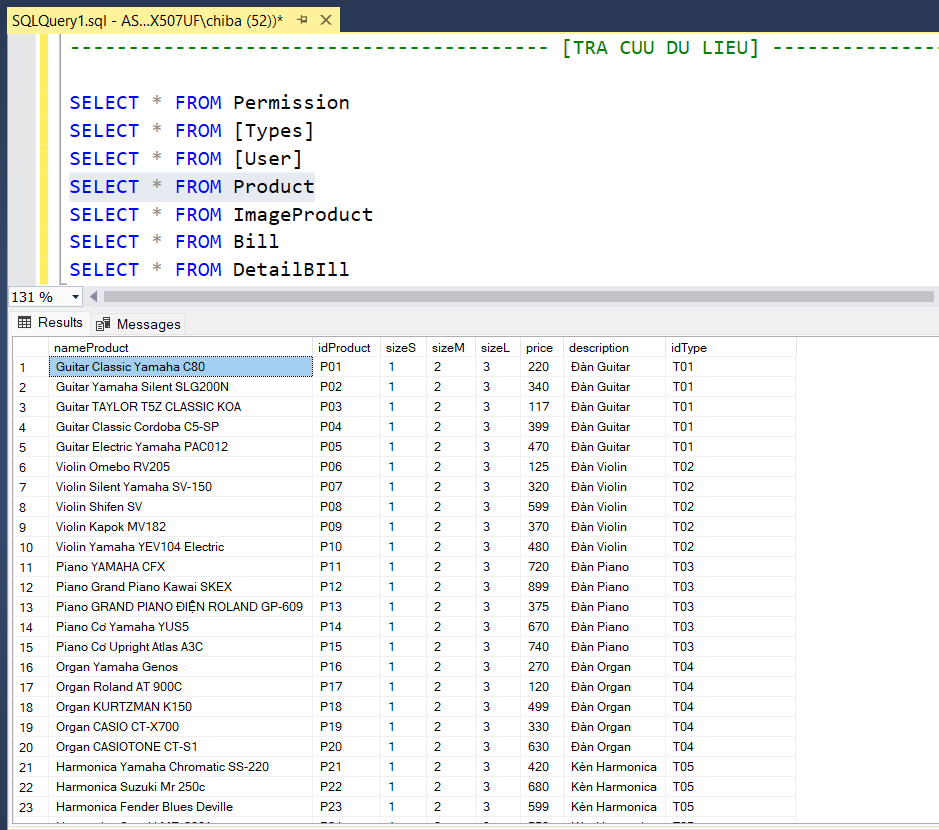 SQLQuery1.sql - AS...X507UF\chiba (52))*
----------------------------------------- [TRA CUU DU LIEU] --------------
SELECT * FROM Permission
SELECT * FROM [Types]
SELECT * FROM [User]
SELECT * FROM Product
SELECT * FROM ImageProduct
SELECT * FROM Bill
SELECT * FROM DetailBIll
131 %
Results Messages
nameProduct idProduct sizeS sizeM sizeL price description idType
1 Guitar Classic Yamaha C80 P01 1 2 3 220 Đàn Guitar T01
2 Guitar Yamaha Silent SLG200N P02 1 2 3 340 Đàn Guitar T01
3 Guitar TAYLOR T5Z CLASSIC KOA P03 1 2 3 117 Đàn Guitar T01
4 Guitar Classic Cordoba C5-SP P04 1 2 3 399 Đàn Guitar T01
5 Guitar Electric Yamaha PAC012 P05 1 2 3 470 Đàn Guitar T01
6 Violin Omebo RV205 P06 1 2 3 125 Đàn Violin T02
7 Violin Silent Yamaha SV-150 P07 1 2 3 320 Đàn Violin T02
8 Violin Shifen SV P08 1 2 3 599 Đàn Violin T02
9 Violin Kapok MV182 P09 1 2 3 370 Đàn Violin T02
10 Violin Yamaha YEV104 Electric P10 1 2 3 480 Đàn Violin T02
11 Piano YAMAHA CFX P11 1 2 3 720 Đàn Piano T03
12 Piano Grand Piano Kawai SKEX P12 1 2 3 899 Đàn Piano T03
13 Piano GRAND PIANO ĐIỆN ROLAND GP-609 P13 1 2 3 375 Đàn Piano T03
14 Piano Cơ Yamaha YUS5 P14 1 2 3 670 Đàn Piano T03
15 Piano Cơ Upright Atlas A3C P15 1 2 3 740 Đàn Piano T03
16 Organ Yamaha Genos P16 1 2 3 270 Đàn Organ T04
17 Organ Roland AT 900C P17 1 2 3 120 Đàn Organ T04
18 Organ KURTZMAN K150 P18 1 2 3 499 Đàn Organ T04
19 Organ CASIO CT-X700 P19 1 2 3 330 Đàn Organ T04
20 Organ CASIOTONE CT-S1 P20 1 2 3 630 Đàn Organ T04
21 Harmonica Yamaha Chromatic SS-220 P21 1 2 3 420 Kèn Harmonica T05
22 Harmonica Suzuki Mr 250c P22 1 2 3 680 Kèn Harmonica T05
23 Harmonica Fender Blues Deville P23 1 2 3 599 Kèn Harmonica T05